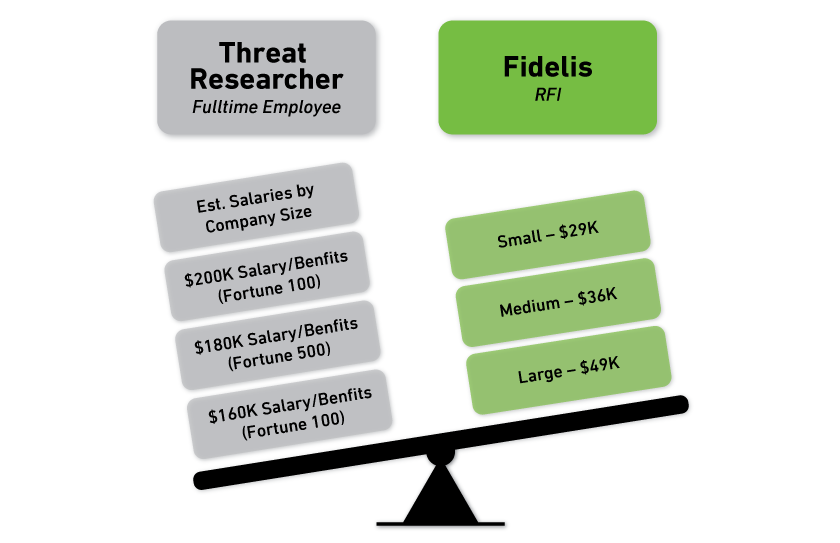 Threat
Researcher
Fulltime Employee
Est. Salaries by
Company Size
$200K Salary/Benfits
(Fortune 100)
$180K Salary/Benfits
(Fortune 500)
$160K Salary/Benfits
(Fortune 100)
Fidelis
RFI
Small – $29K
Medium – $36K
Large – $49K